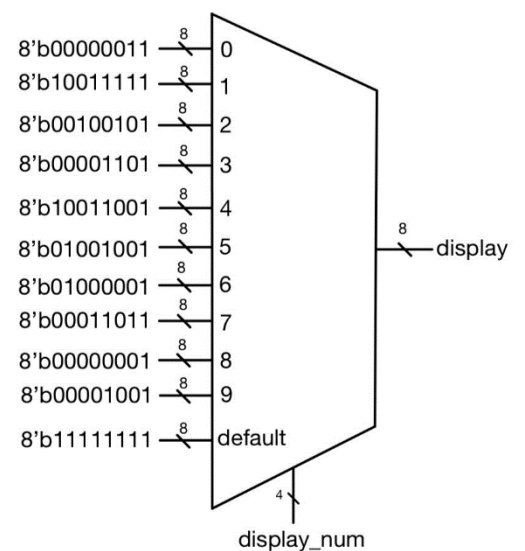 8'b00000011 8 0
8'b10011111 8 1
8'b00100101 8 2
8'b00001101 8 3
8'b10011001 8 4
8'b01001001 8 5
8'b01000001 8 6
8'b00011011 8 7
8'b00000001 8 8
8'b00001001 8 9
8'b11111111 8 default
8 display
4
display_num